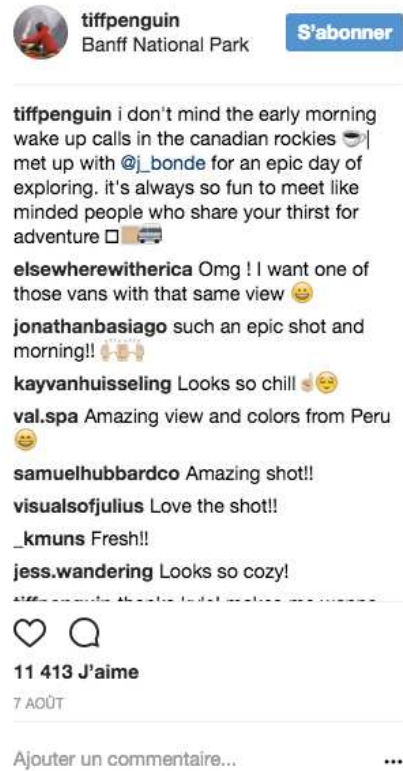 tiffpenguin
Banff National Park
S'abonner
tiffpenguin i don't mind the early morning
wake up calls in the canadian rockies ☕|
met up with @j_bonde for an epic day of
exploring. it's always so fun to meet like
minded people who share your thirst for
adventure
elsewherewitherica Omg ! I want one of
those vans with that same view 😄
jonathanbasiago such an epic shot and
morning!! 🙌🏼👊🏼🙌🏼
kayvanhuisseling Looks so chill ☝🏼😌
val.spa Amazing view and colors from Peru
😄
samuelhubbardco Amazing shot!!
visualsofjulius Love the shot!!
_kmuns Fresh!!
jess.wandering Looks so cozy!
11 413 J'aime
7 AOÛT
Ajouter un commentaire...